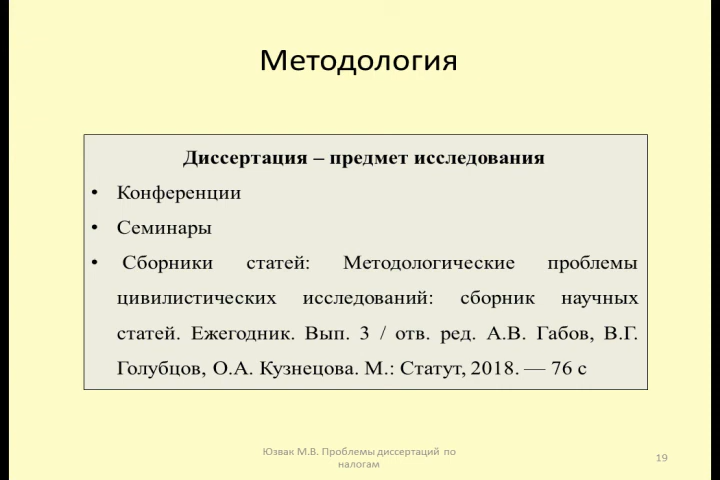 Методология
Диссертация – предмет исследования
• Конференции
• Семинары
• Сборники статей: Методологические проблемы
цивилистических исследований: сборник научных
статей. Ежегодник. Вып. 3 / отв. ред. А.В. Габов, В.Г.
Голубцов, О.А. Кузнецова. М.: Статут, 2018. — 76 с
Юзвак М.В. Проблемы диссертаций по
налогам
19